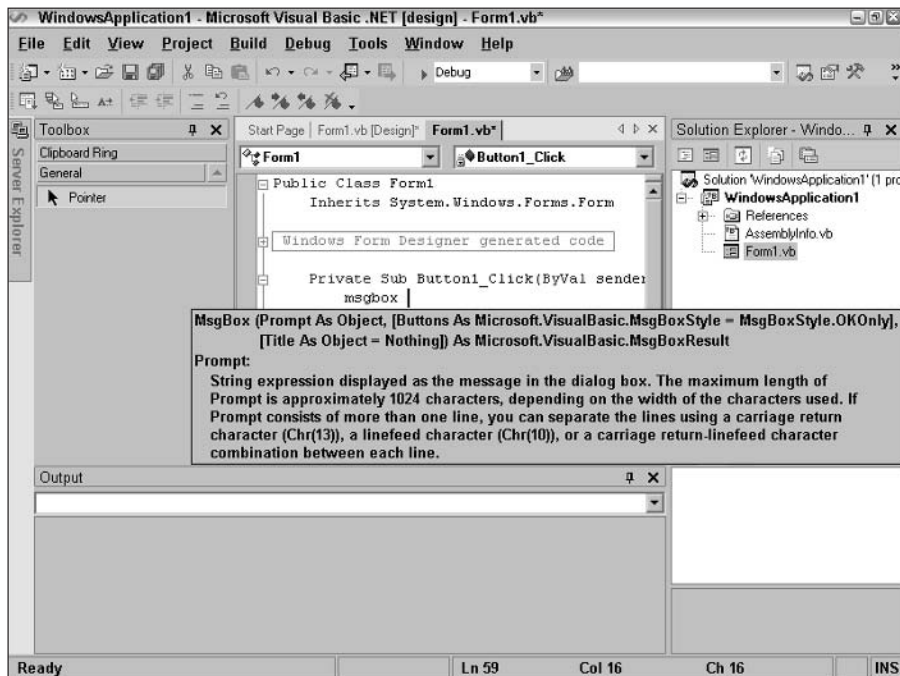 WindowsApplication1 - Microsoft Visual Basic .NET [design] - Form1.vb*
File Edit View Project Build Debug Tools Window Help
Debug
Toolbox
Clipboard Ring
General
Pointer
Server Explorer
Start Page Form1.vb [Design]* Form1.vb*
Form1 Button1_Click
Public Class Form1
Inherits System.Windows.Forms.Form
Windows Form Designer generated code
Private Sub Button1_Click(ByVal sender
msgbox
Solution Explorer - Windo...
Solution 'WindowsApplication1' (1 pro
WindowsApplication1
References
AssemblyInfo.vb
Form1.vb
MsgBox (Prompt As Object, [Buttons As Microsoft.VisualBasic.MsgBoxStyle = MsgBoxStyle.OKOnly],
[Title As Object = Nothing]) As Microsoft.VisualBasic.MsgBoxResult
Prompt:
String expression displayed as the message in the dialog box. The maximum length of
Prompt is approximately 1024 characters, depending on the width of the characters used. If
Prompt consists of more than one line, you can separate the lines using a carriage return
character (Chr(13)), a linefeed character (Chr(10)), or a carriage return-linefeed character
combination between each line.
Output
Ready Ln 59 Col 16 Ch 16 INS